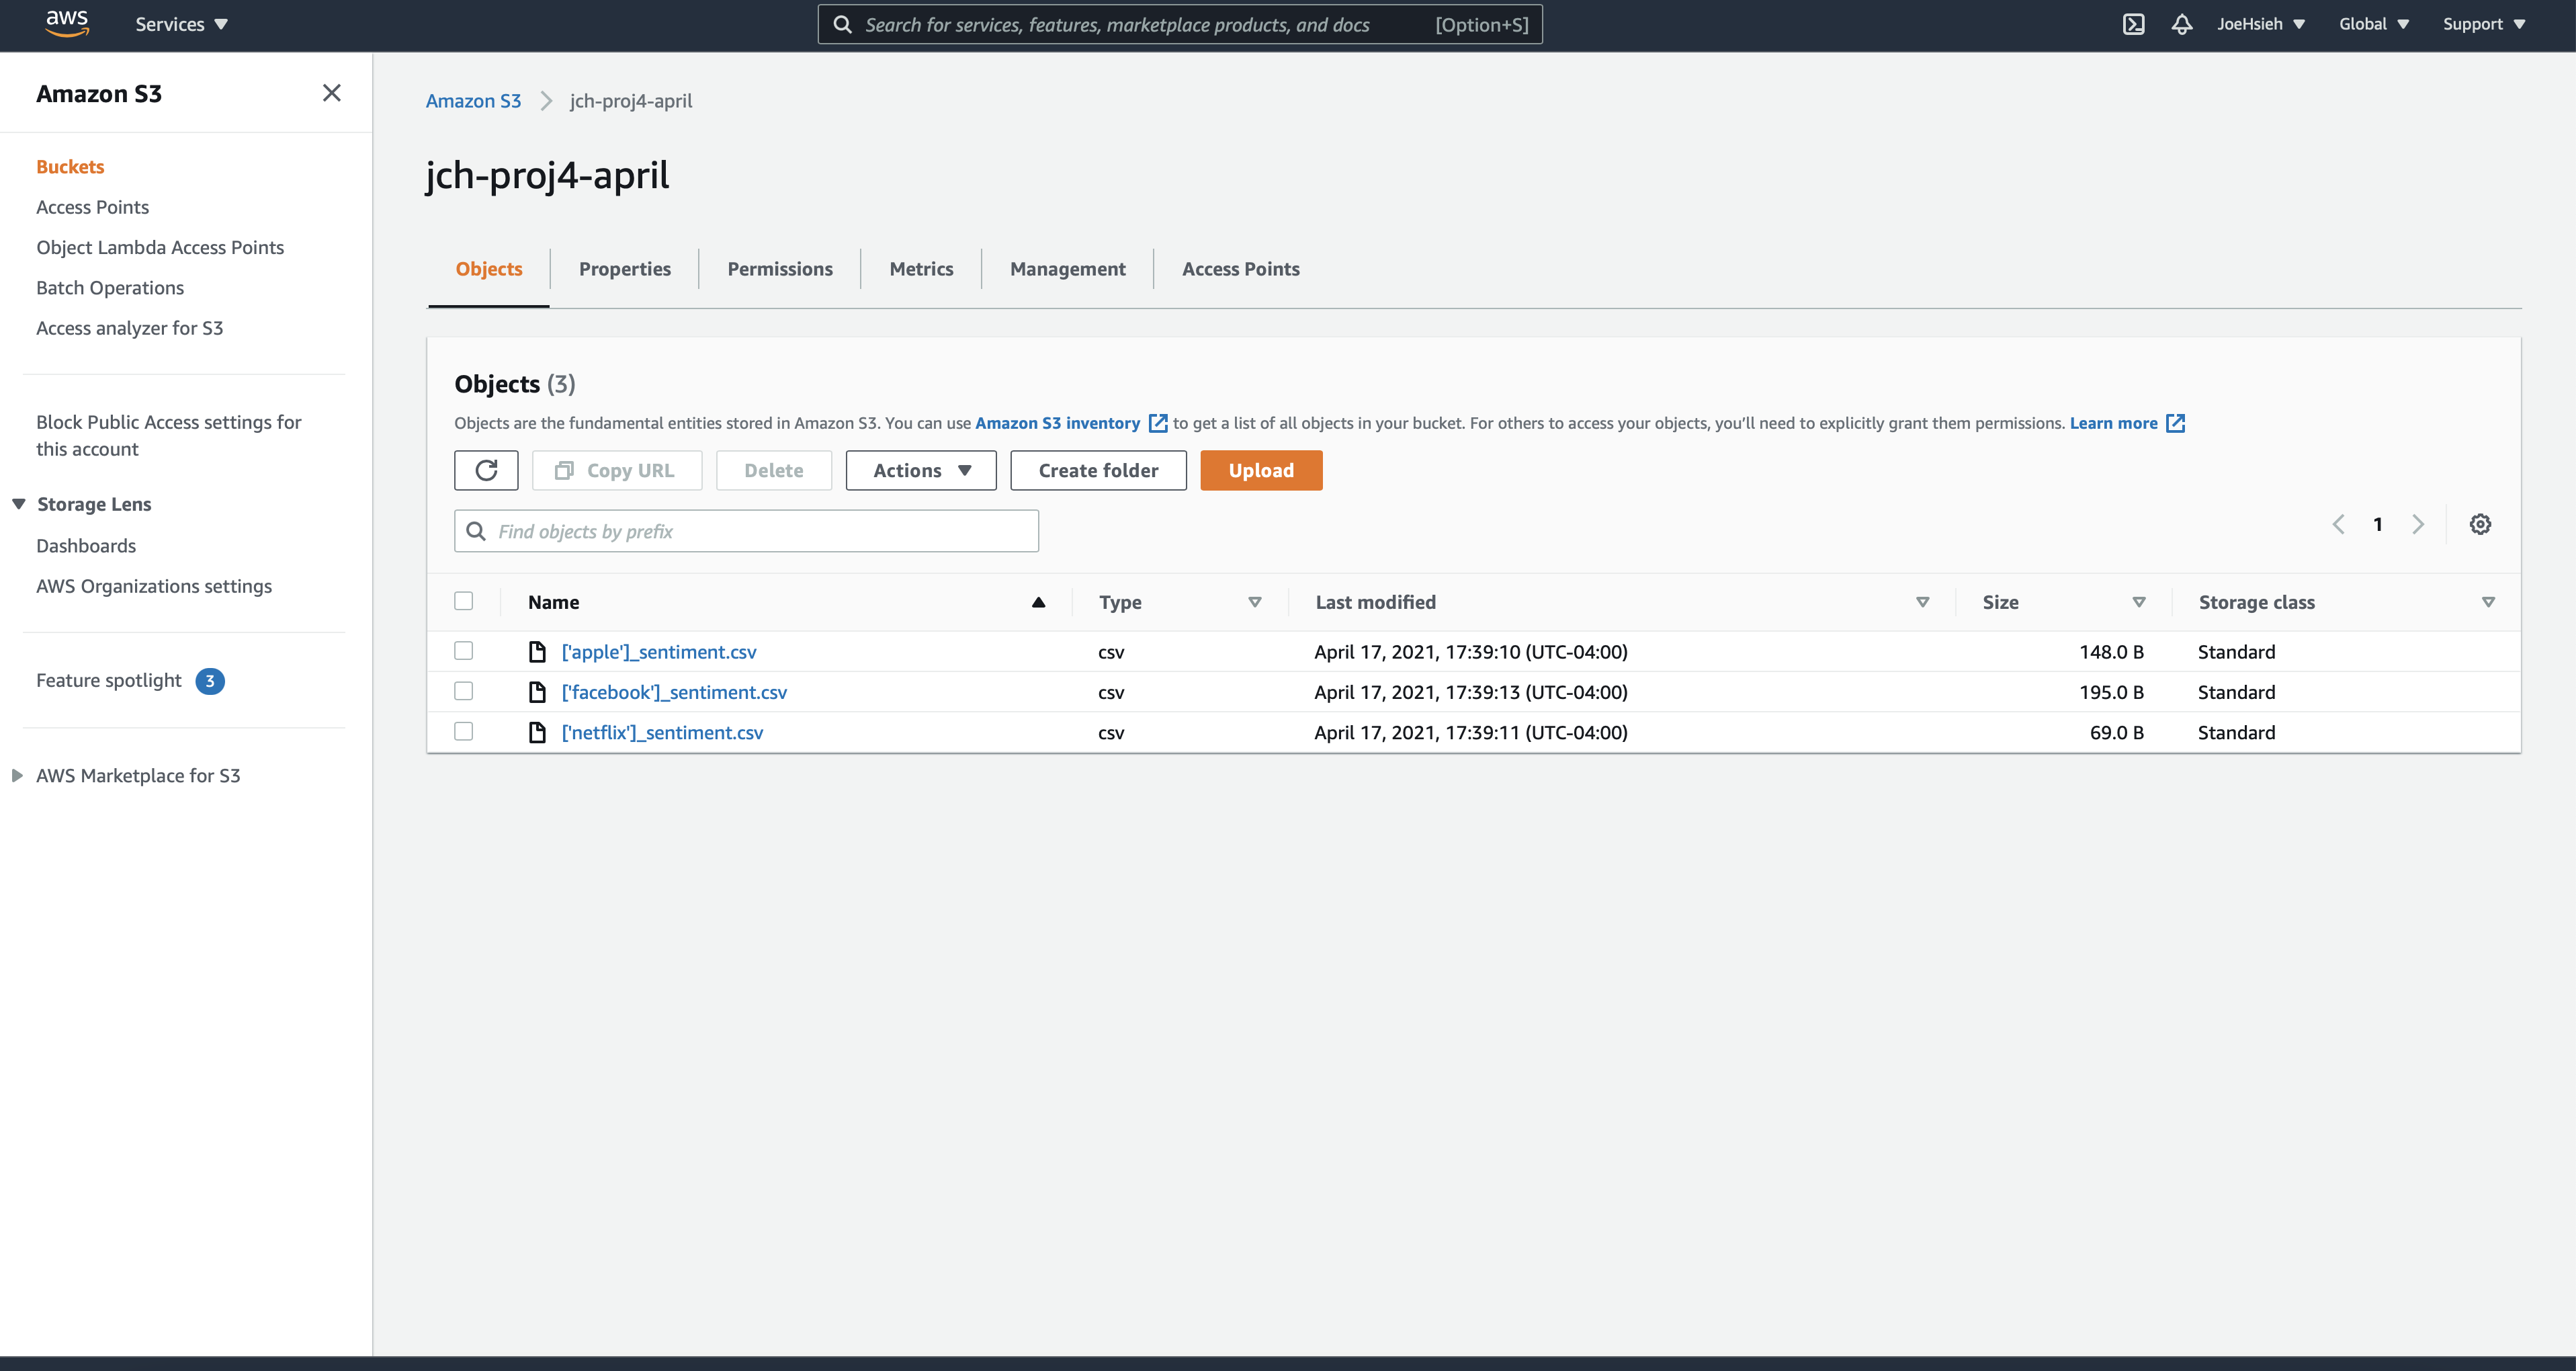 aws Services Search for services, features, marketplace products, and docs [Option+S] JoeHsieh Global Support
Amazon S3
Buckets
Access Points
Object Lambda Access Points
Batch Operations
Access analyzer for S3
Block Public Access settings for
this account
Storage Lens
Dashboards
AWS Organizations settings
Feature spotlight 3
AWS Marketplace for S3
Amazon S3 jch-proj4-april
jch-proj4-april
Objects Properties Permissions Metrics Management Access Points
Objects (3)
Objects are the fundamental entities stored in Amazon S3. You can use Amazon S3 inventory to get a list of all objects in your bucket. For others to access your objects, you’ll need to explicitly grant them permissions. Learn more
Copy URL Delete Actions Create folder Upload
Find objects by prefix 1
Name Type Last modified Size Storage class
['apple']_sentiment.csv csv April 17, 2021, 17:39:10 (UTC-04:00) 148.0 B Standard
['facebook']_sentiment.csv csv April 17, 2021, 17:39:13 (UTC-04:00) 195.0 B Standard
['netflix']_sentiment.csv csv April 17, 2021, 17:39:11 (UTC-04:00) 69.0 B Standard